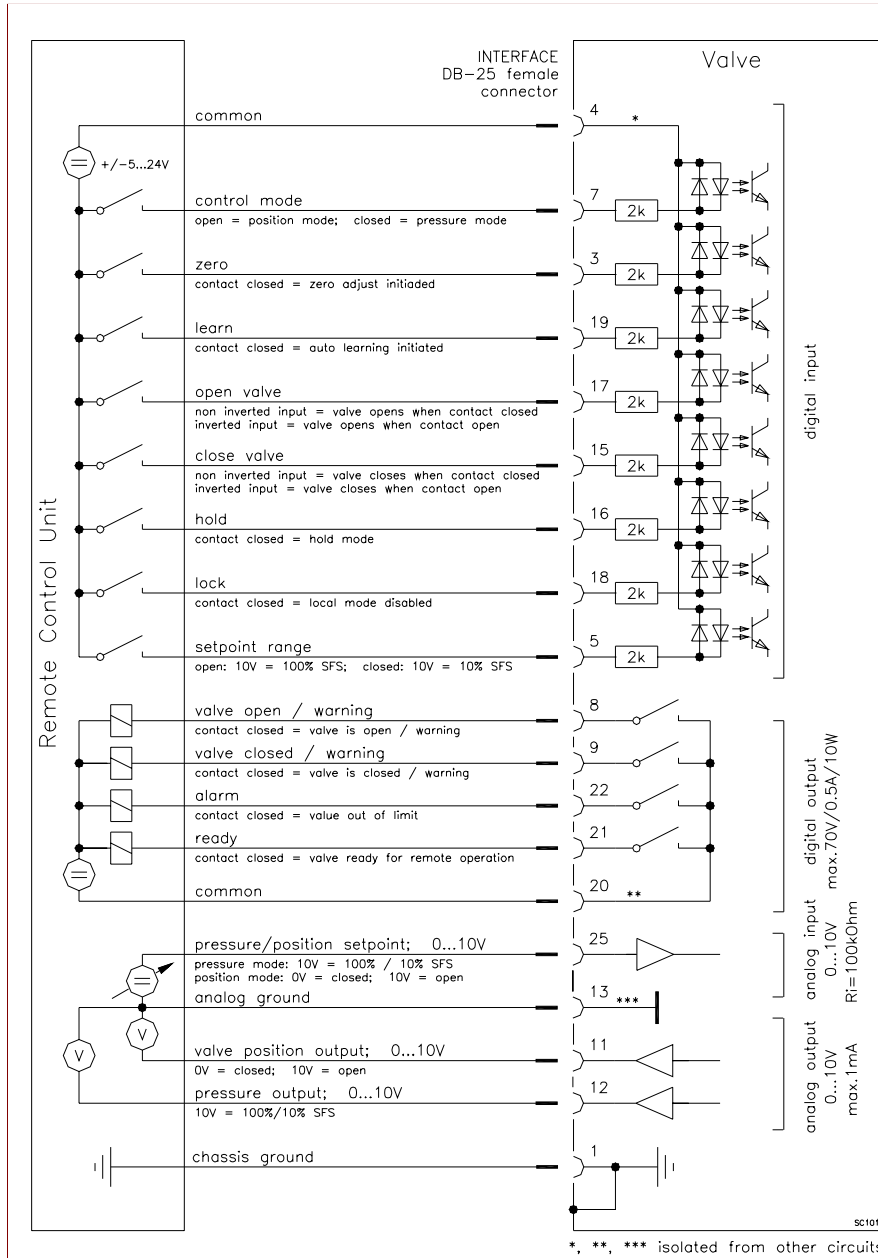 INTERFACE
DB-25 female
connector
Valve
common
4
*
+/-5...24V
control mode
open = position mode; closed = pressure mode
7
2k
zero
contact closed = zero adjust initiaded
3
2k
learn
contact closed = auto learning initiated
19
2k
open valve
non inverted input = valve opens when contact closed
inverted input = valve opens when contact open
17
2k
close valve
non inverted input = valve closes when contact closed
inverted input = valve closes when contact open
15
2k
hold
contact closed = hold mode
16
2k
lock
contact closed = local mode disabled
18
2k
setpoint range
open: 10V = 100% SFS; closed: 10V = 10% SFS
5
2k
digital input
Remote Control Unit
valve open / warning
contact closed = valve is open / warning
8
valve closed / warning
contact closed = valve is closed / warning
9
alarm
contact closed = value out of limit
22
ready
contact closed = valve ready for remote operation
21
common
20
**
digital output
max.70V/0.5A/10W
pressure/position setpoint; 0...10V
pressure mode: 10V = 100% / 10% SFS
position mode: 0V = closed; 10V = open
25
analog ground
13
***
analog input
0...10V
Ri=100kOhm
V
V
valve position output; 0...10V
0V = closed; 10V = open
11
pressure output; 0...10V
10V = 100%/10% SFS
12
analog output
0...10V
max.1mA
chassis ground
1
SC101
*, **, *** isolated from other circuits